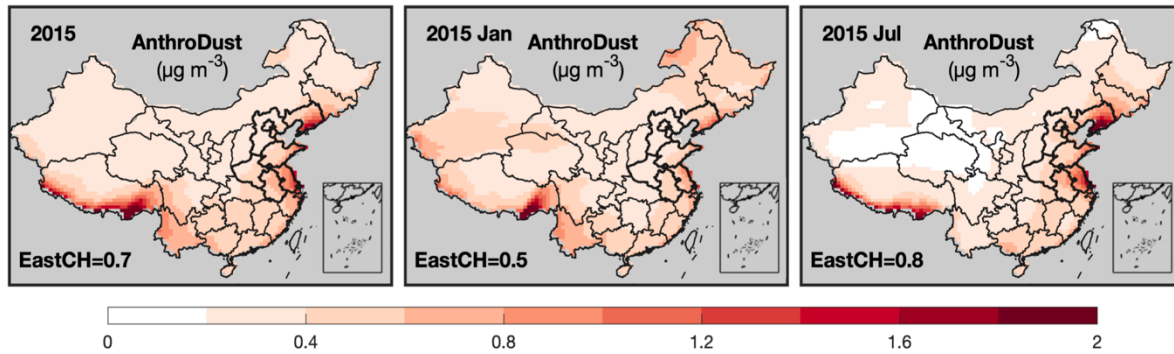 2015
AnthroDust
(µg m⁻³)
EastCH=0.7
2015 Jan
AnthroDust
(µg m⁻³)
EastCH=0.5
2015 Jul
AnthroDust
(µg m⁻³)
EastCH=0.8
0 0.4 0.8 1.2 1.6 2